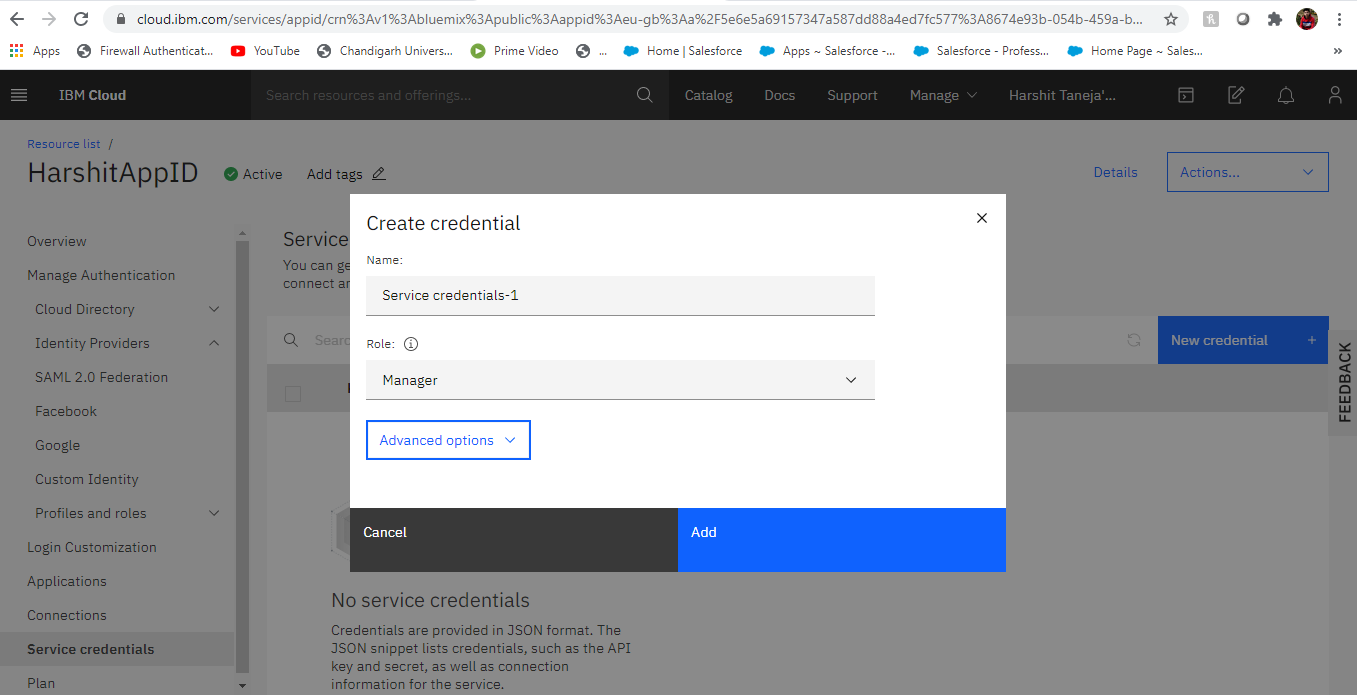 cloud.ibm.com/services/appid/crn%3Av1%3Abluemix%3Apublic%3Aappid%3Aeu-gb%3Aa%2F5e6e5a69157347a587dd88a4ed7fc577%3A8674e93b-054b-459a-b...
Apps Firewall Authenticat... YouTube Chandigarh Univers... Prime Video ... Home | Salesforce Apps ~ Salesforce -... Salesforce - Profess... Home Page ~ Sales... »
IBM Cloud Search resources and offerings... Catalog Docs Support Manage Harshit Taneja'...
Resource list /
HarshitAppID Active Add tags Details Actions...
Overview
Manage Authentication
Cloud Directory
Identity Providers
SAML 2.0 Federation
Facebook
Google
Custom Identity
Profiles and roles
Login Customization
Applications
Connections
Service credentials
Plan
Service
You can ge
connect ar
Searc
New credential +
FEEDBACK
Create credential
Name:
Service credentials-1
Role:
Manager
Advanced options
Cancel Add
No service credentials
Credentials are provided in JSON format. The
JSON snippet lists credentials, such as the API
key and secret, as well as connection
information for the service.